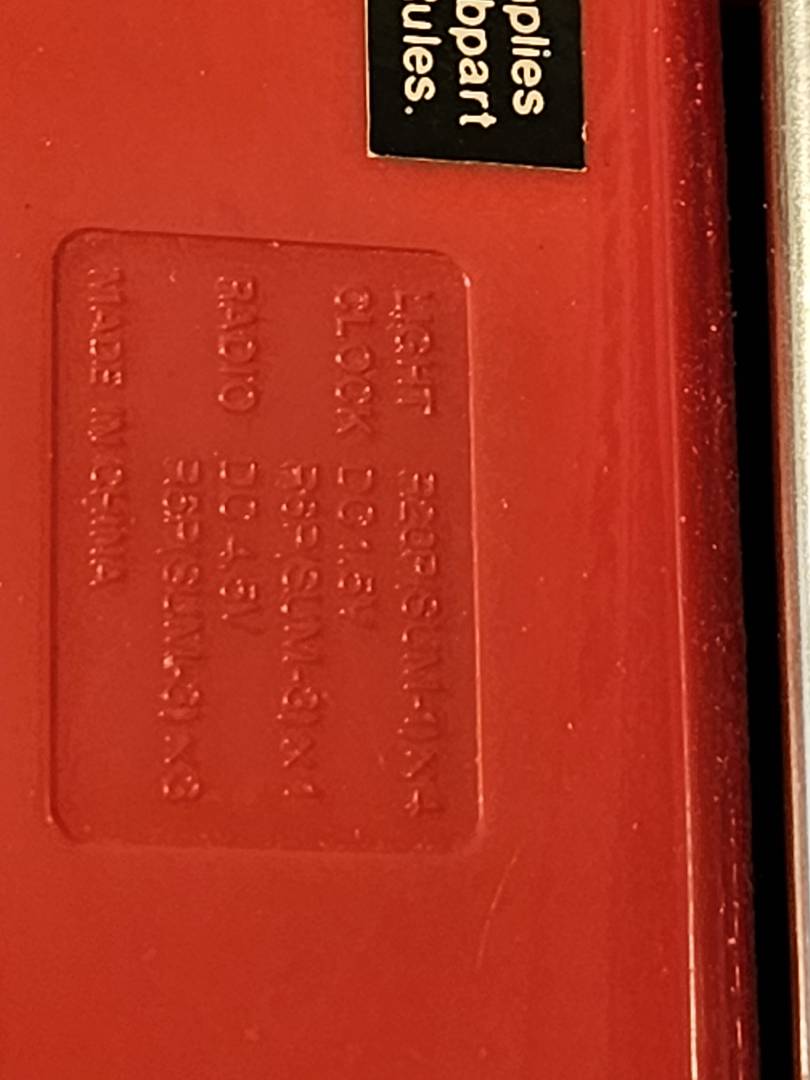 plies
bpart
ules.
LIGHT R20P(SUM-1)X4
CLOCK DC1.5V
R6P(SUM-3)X1
RADIO DC4.5V
R6P(SUM-3)X3
MADE IN CHINA